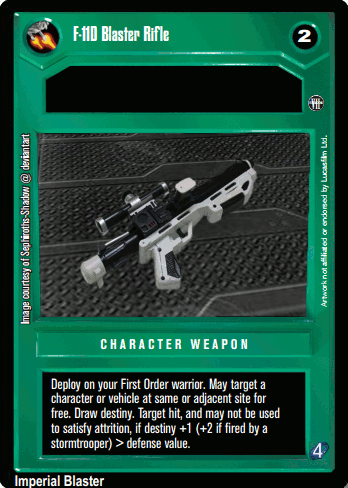 F-11D Blaster Rifle
2
Image courtesy of Sephiroths-Shadow @ deviantart
Artwork not affiliated or endorsed by Lucasfilm Ltd.
CHARACTER WEAPON
Deploy on your First Order warrior. May target a
character or vehicle at same or adjacent site for
free. Draw destiny. Target hit, and may not be used
to satisfy attrition, if destiny +1 (+2 if fired by a
stormtrooper) > defense value.
4
Imperial Blaster